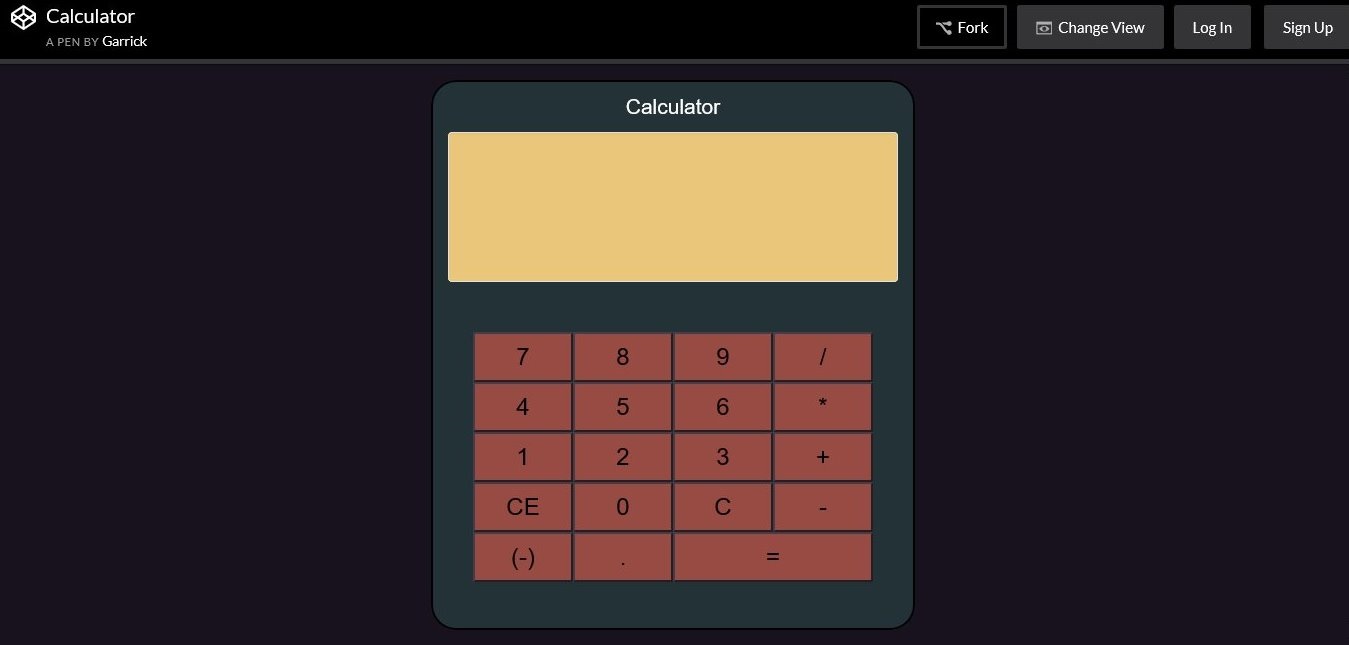 Calculator
A PEN BY Garrick
Fork Change View Log In Sign Up
Calculator
7 8 9 /
4 5 6 *
1 2 3 +
CE 0 C -
(-) . =